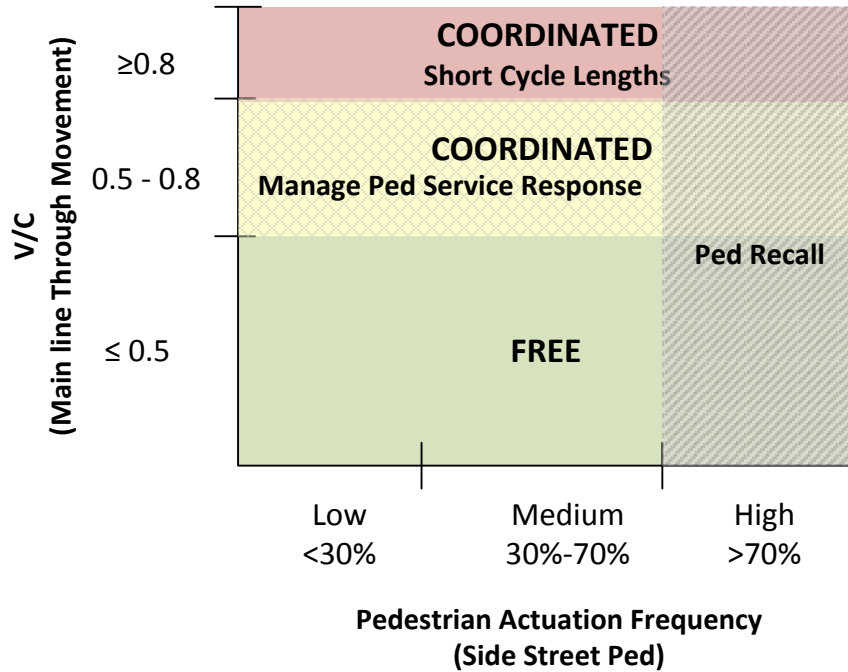 V/C
(Main line Through Movement)
≥0.8
0.5 - 0.8
≤ 0.5
COORDINATED
Short Cycle Lengths
COORDINATED
Manage Ped Service Response
Ped Recall
FREE
Low
<30%
Medium
30%-70%
High
>70%
Pedestrian Actuation Frequency
(Side Street Ped)